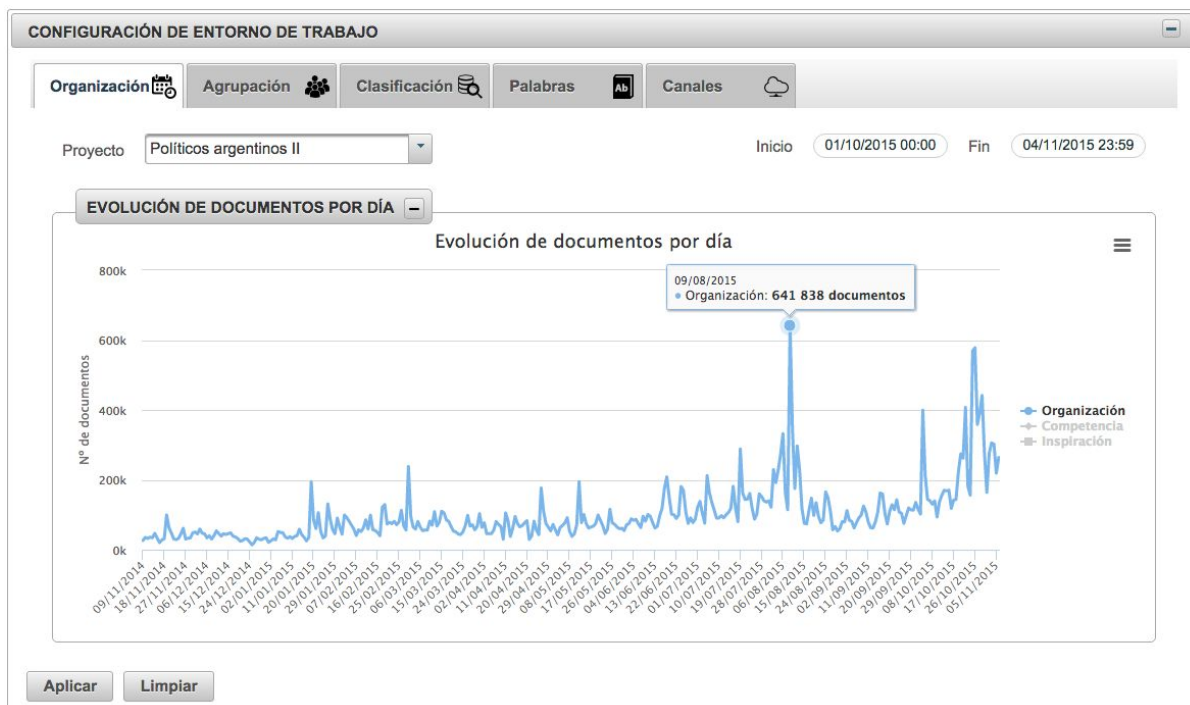 CONFIGURACIÓN DE ENTORNO DE TRABAJO
Organización Agrupación Clasificación Palabras Ab Canales
Proyecto Políticos argentinos II Inicio 01/10/2015 00:00 Fin 04/11/2015 23:59
EVOLUCIÓN DE DOCUMENTOS POR DÍA
Evolución de documentos por día
09/08/2015
Organización: 641 838 documentos
Nº de documentos
800k
600k
400k
200k
0k
Organización
Competencia
Inspiración
09/11/2014 18/11/2014 27/11/2014 06/12/2014 15/12/2014 24/12/2014 02/01/2015 11/01/2015 20/01/2015 29/01/2015 07/02/2015 16/02/2015 25/02/2015 06/03/2015 15/03/2015 24/03/2015 02/04/2015 11/04/2015 20/04/2015 29/04/2015 08/05/2015 17/05/2015 26/05/2015 04/06/2015 13/06/2015 22/06/2015 01/07/2015 10/07/2015 19/07/2015 28/07/2015 06/08/2015 15/08/2015 24/08/2015 02/09/2015 11/09/2015 20/09/2015 29/09/2015 08/10/2015 17/10/2015 26/10/2015 05/11/2015
Aplicar Limpiar